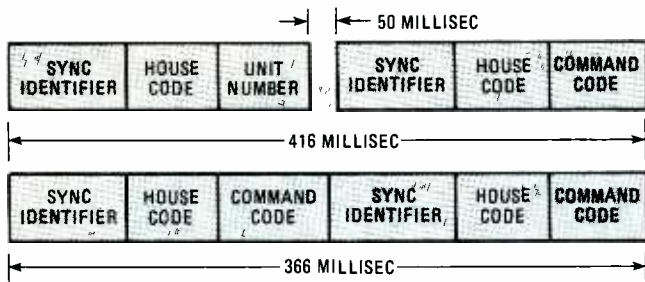 50 MILLISEC
SYNC IDENTIFIER HOUSE CODE UNIT NUMBER SYNC IDENTIFIER HOUSE CODE COMMAND CODE
416 MILLISEC
SYNC IDENTIFIER HOUSE CODE COMMAND CODE SYNC IDENTIFIER HOUSE CODE COMMAND CODE
366 MILLISEC